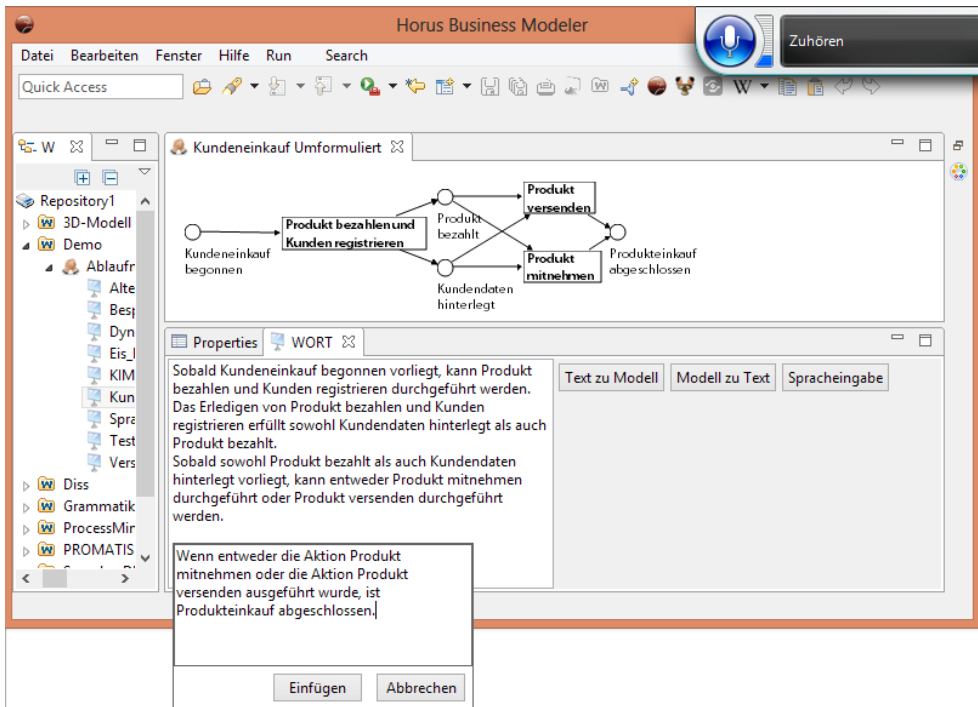 Horus Business Modeler
Zuhören
Datei Bearbeiten Fenster Hilfe Run Search
Quick Access
W
W
Kundeneinkauf Umformuliert
Repository1
3D-Modell
Demo
Ablaufr
Alte
Besp
Dyn
Eis_l
KIM
Kun
Spra
Test
Vers
Diss
Grammatik
ProcessMir
PROMATIS
Kundeneinkauf
begonnen
Produkt bezahlen und
Kunden registrieren
Produkt
bezahlt
Kundendaten
hinterlegt
Produkt
versenden
Produkt
mitnehmen
Produkteinkauf
abgeschlossen
Properties WORT
Sobald Kundeneinkauf begonnen vorliegt, kann Produkt
bezahlen und Kunden registrieren durchgeführt werden.
Das Erledigen von Produkt bezahlen und Kunden
registrieren erfüllt sowohl Kundendaten hinterlegt als auch
Produkt bezahlt.
Sobald sowohl Produkt bezahlt als auch Kundendaten
hinterlegt vorliegt, kann entweder Produkt mitnehmen
durchgeführt oder Produkt versenden durchgeführt
werden.
Text zu Modell Modell zu Text Spracheingabe
Wenn entweder die Aktion Produkt
mitnehmen oder die Aktion Produkt
versenden ausgeführt wurde, ist
Produkteinkauf abgeschlossen.
Einfügen Abbrechen